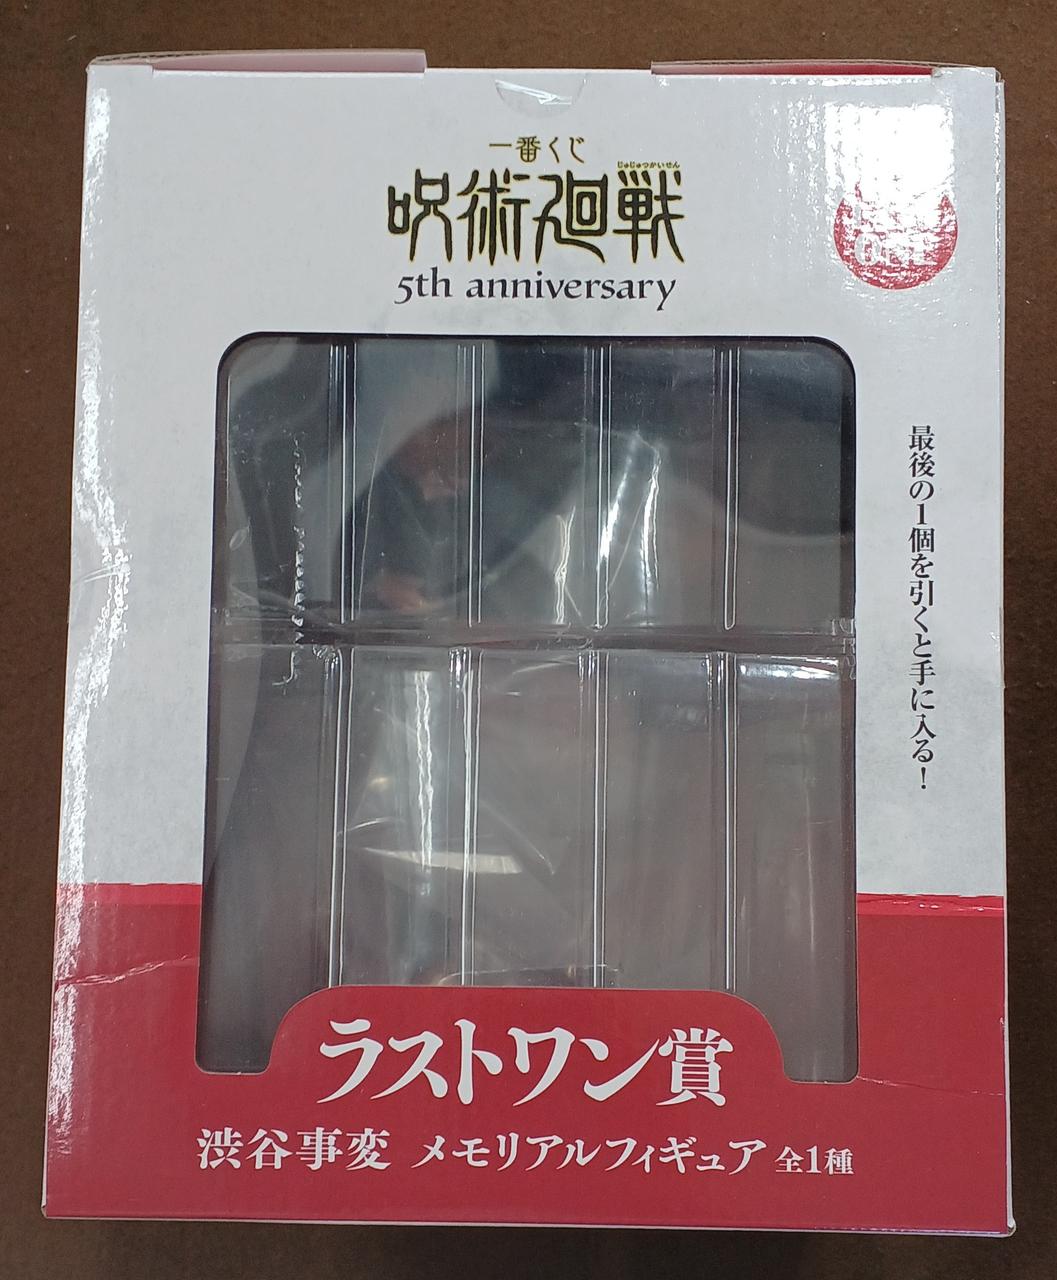 一番くじ
じゅじゅつかいせん
呪術廻戦
5th anniversary
最後の1個を引くと手に入る！
ラストワン賞
渋谷事変 メモリアルフィギュア 全1種